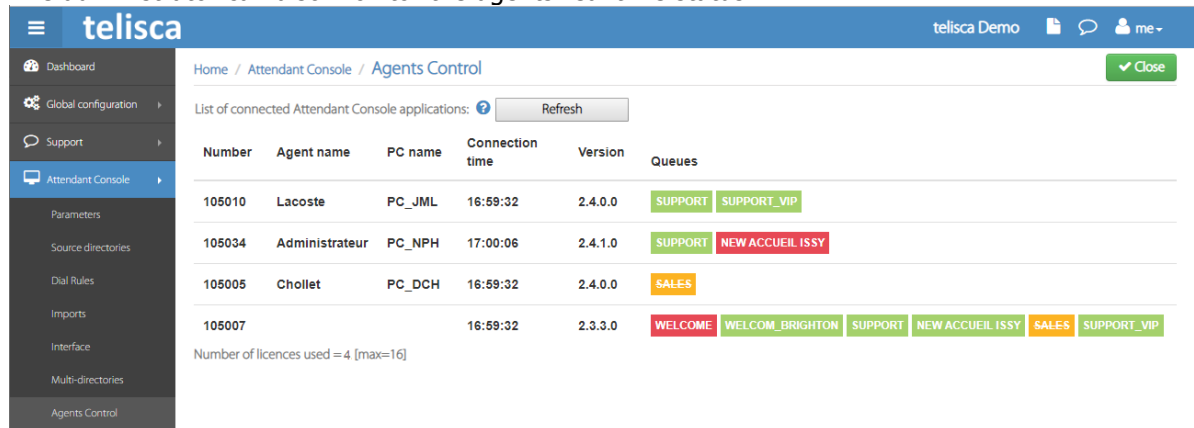 telisca telisca Demo me
Dashboard Home / Attendant Console / Agents Control Close
Global configuration List of connected Attendant Console applications: ? Refresh
Support Number Agent name PC name Connection time Version Queues
Attendant Console 105010 Lacoste PC_JML 16:59:32 2.4.0.0 SUPPORT SUPPORT_VIP
Parameters
Source directories 105034 Administrateur PC_NPH 17:00:06 2.4.1.0 SUPPORT NEW ACCUEIL ISSY
Dial Rules 105005 Chollet PC_DCH 16:59:32 2.4.0.0 SALES
Imports 105007 16:59:32 2.3.3.0 WELCOME WELCOM_BRIGHTON SUPPORT NEW ACCUEIL ISSY SALES SUPPORT_VIP
Interface Number of licences used = 4 [max=16]
Multi-directories
Agents Control